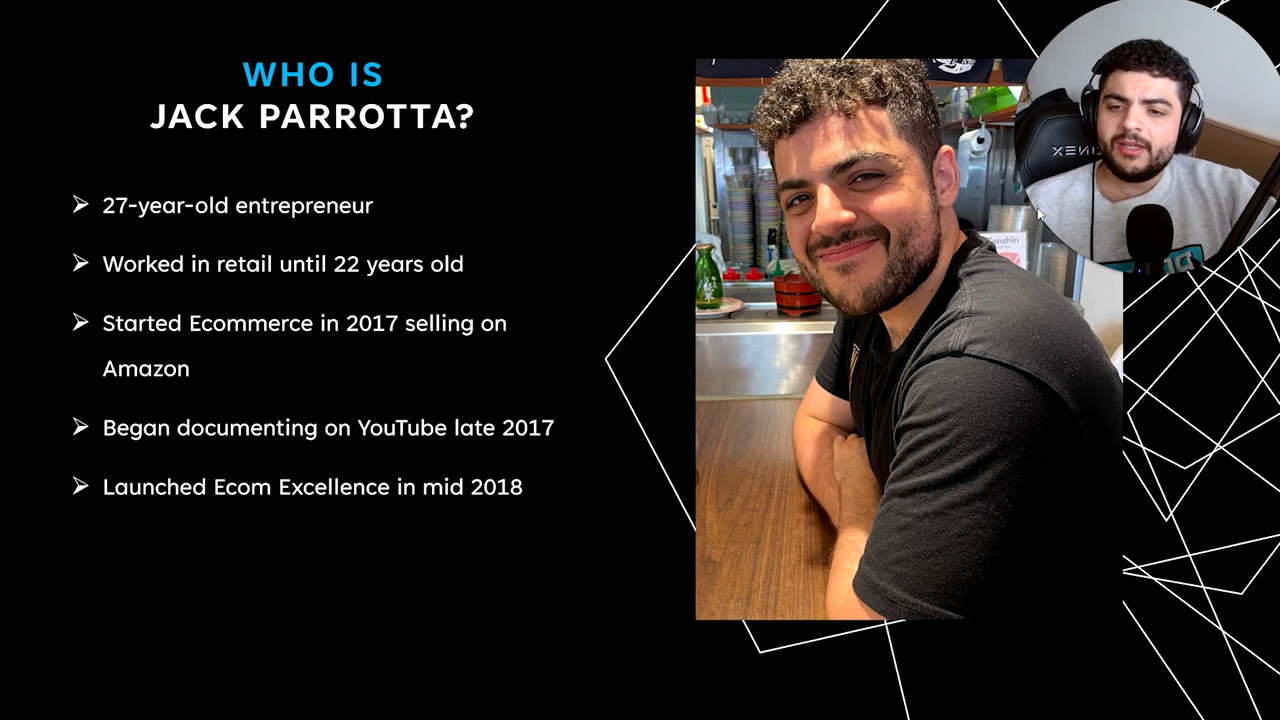 WHO IS
JACK PARROTTA?
27-year-old entrepreneur
Worked in retail until 22 years old
Started Ecommerce in 2017 selling on
Amazon
Began documenting on YouTube late 2017
Launched Ecom Excellence in mid 2018